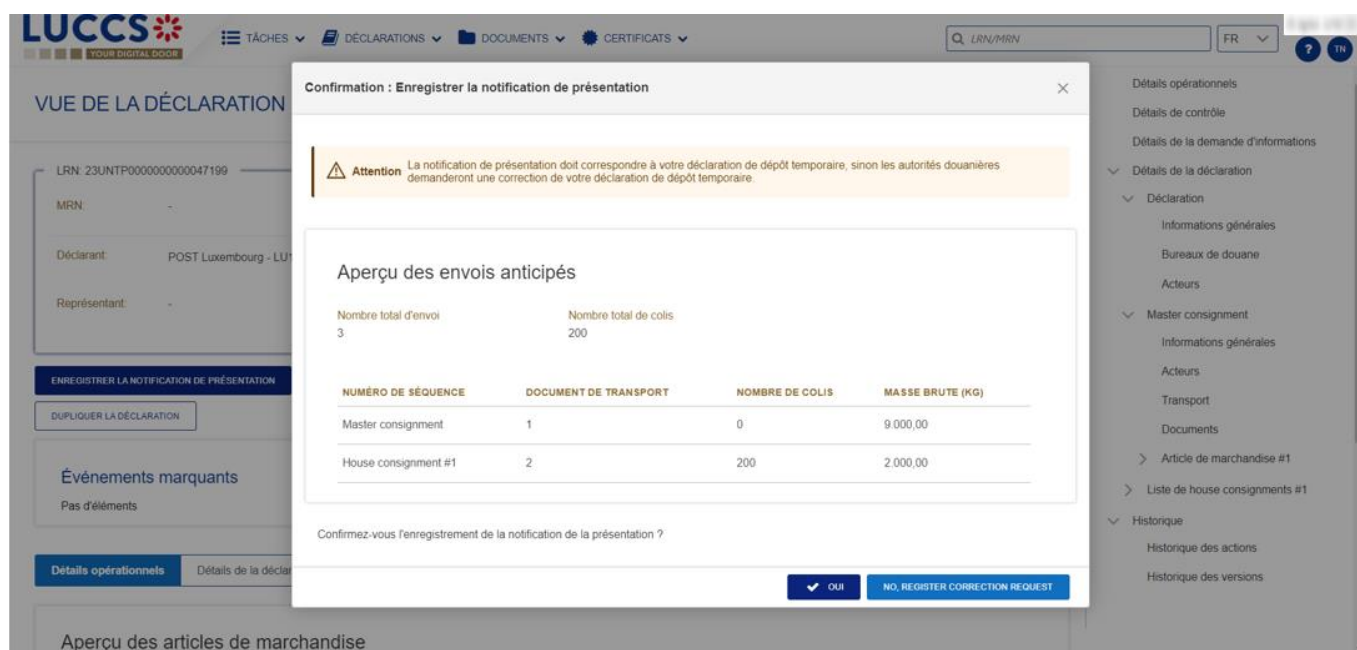 LUCCS
YOUR DIGITAL DOOR
TÂCHES
DÉCLARATIONS
DOCUMENTS
CERTIFICATS
LRN/MRN
FR
?
TN
VUE DE LA DÉCLARATION
LRN: 23UNTP0000000000047199
MRN: -
Déclarant: POST Luxembourg - LU1
Représentant: -
ENREGISTRER LA NOTIFICATION DE PRÉSENTATION
DUPLIQUER LA DÉCLARATION
Événements marquants
Pas d'éléments
Détails opérationnels
Détails de la déclar
Aperçu des articles de marchandise
Confirmation : Enregistrer la notification de présentation
Attention La notification de présentation doit correspondre à votre déclaration de dépôt temporaire, sinon les autorités douanières
demanderont une correction de votre déclaration de dépôt temporaire.
Aperçu des envois anticipés
Nombre total d'envoi Nombre total de colis
3 200
NUMÉRO DE SÉQUENCE DOCUMENT DE TRANSPORT NOMBRE DE COLIS MASSE BRUTE (KG)
Master consignment 1 0 9.000,00
House consignment #1 2 200 2.000,00
Confirmez-vous l'enregistrement de la notification de la présentation ?
OUI
NO, REGISTER CORRECTION REQUEST
Détails opérationnels
Détails de contrôle
Détails de la demande d'informations
Détails de la déclaration
Déclaration
Informations générales
Bureaux de douane
Acteurs
Master consignment
Informations générales
Acteurs
Transport
Documents
Article de marchandise #1
Liste de house consignments #1
Historique
Historique des actions
Historique des versions